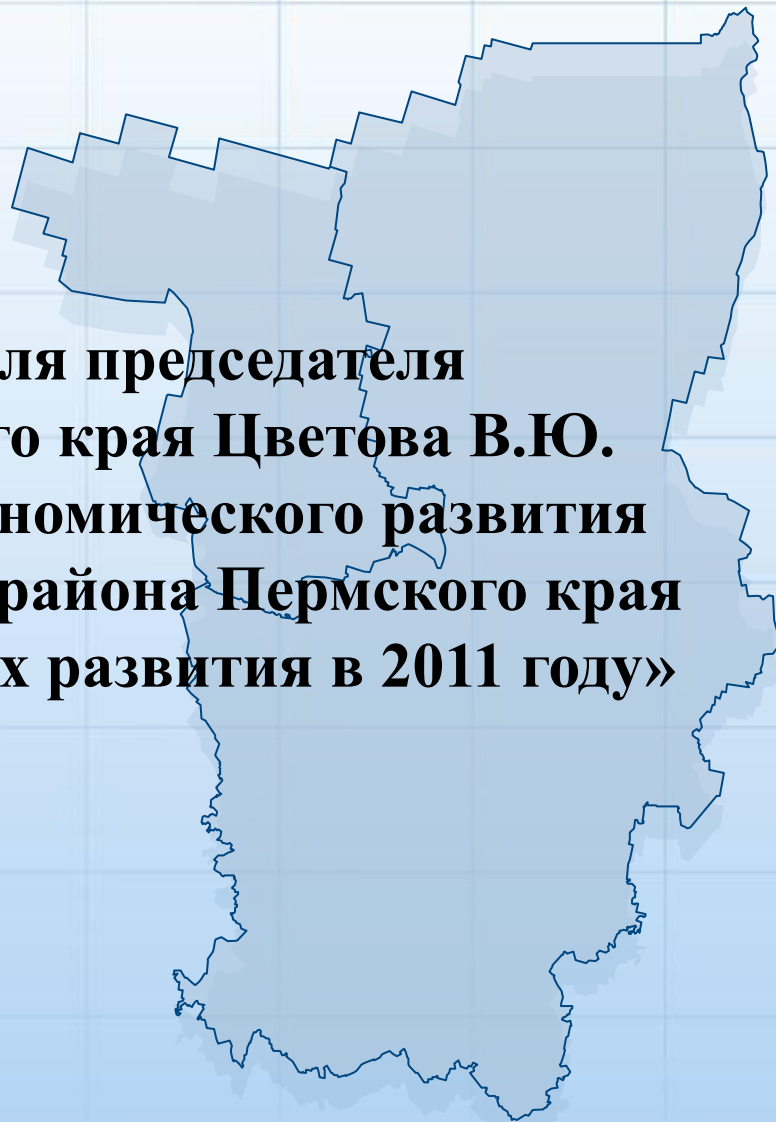 ля председателя
го края Цветова В.Ю.
номического развития
района Пермского края
х развития в 2011 году»